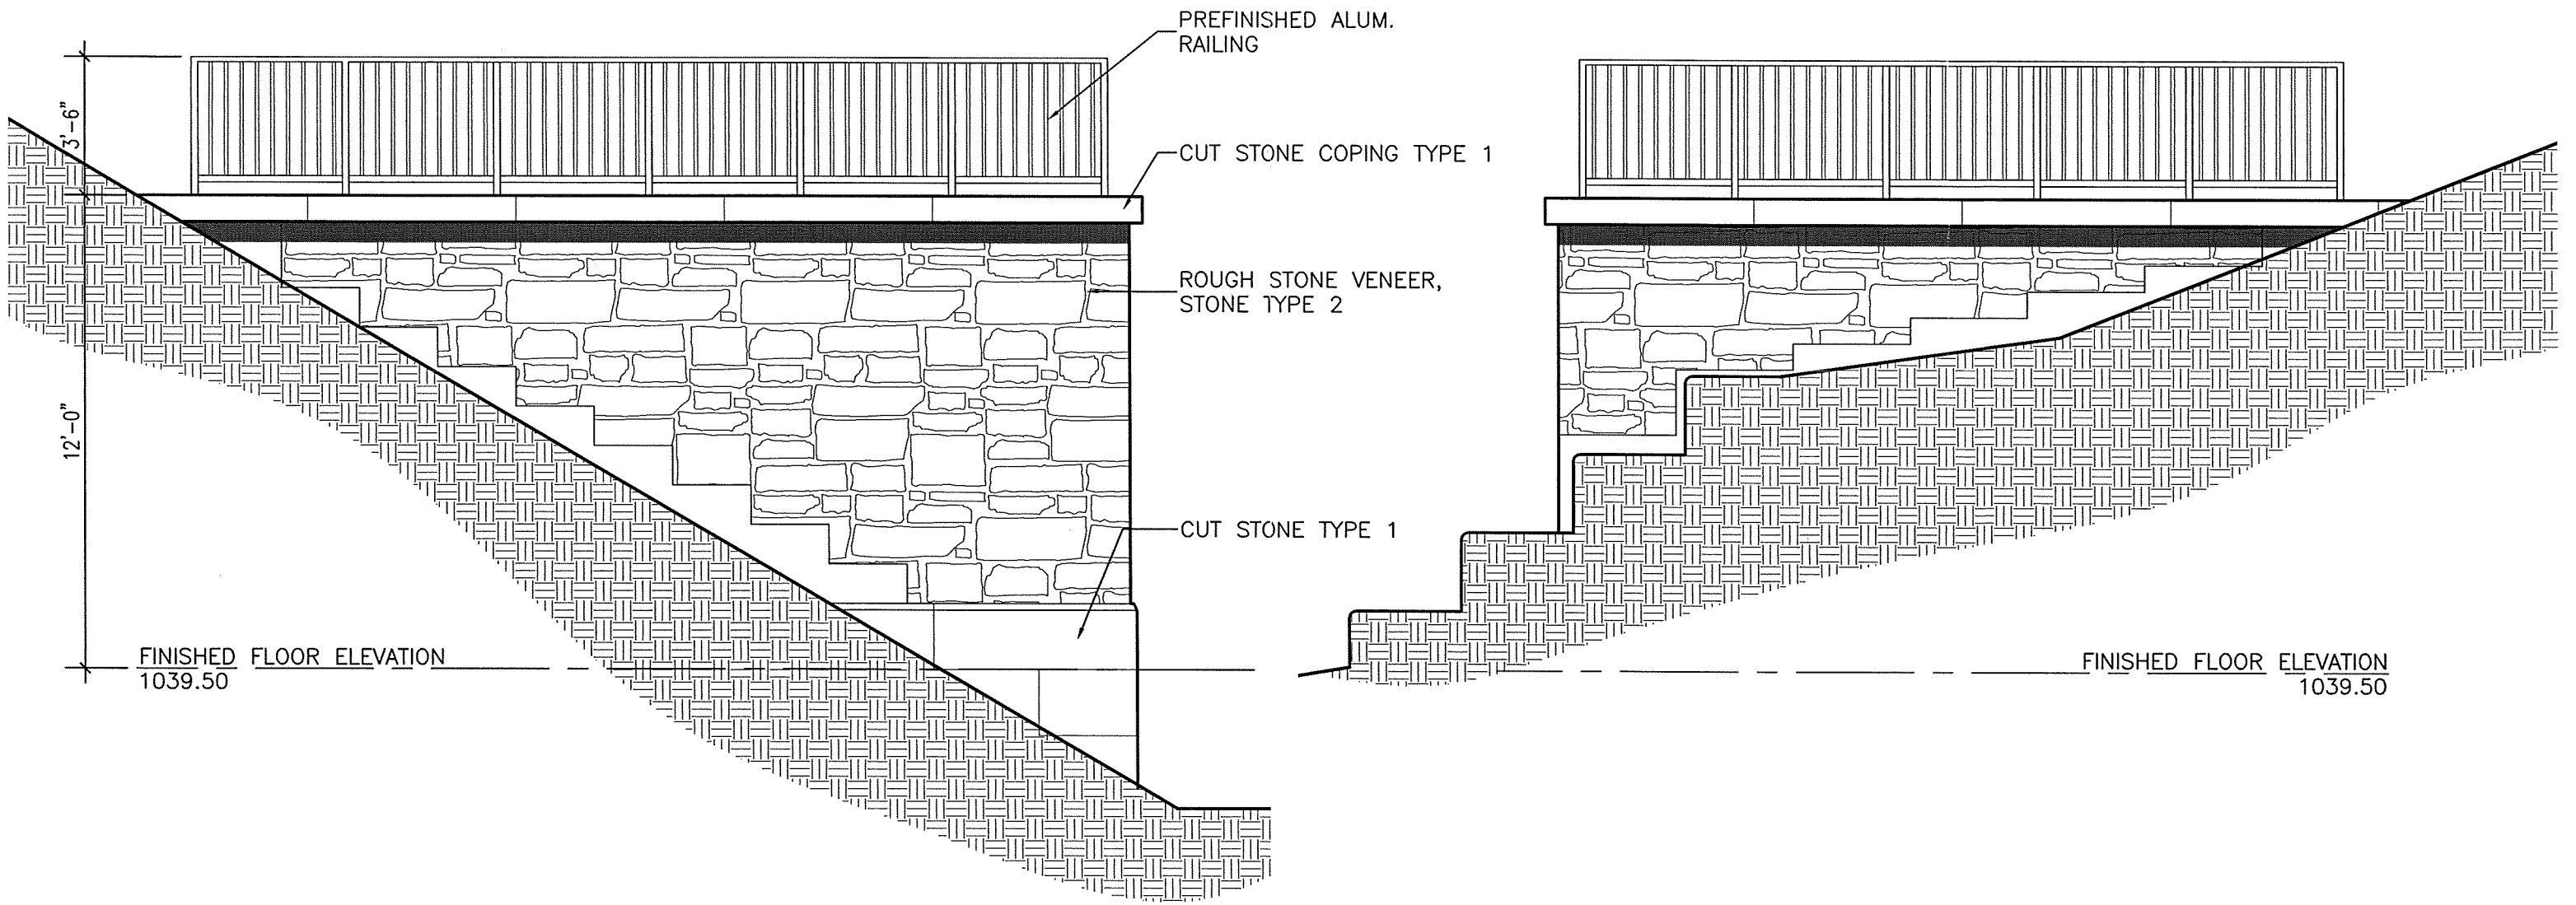 PREFINISHED ALUM.
RAILING
3'-6"
CUT STONE COPING TYPE 1
ROUGH STONE VENEER,
STONE TYPE 2
12'-0"
CUT STONE TYPE 1
FINISHED FLOOR ELEVATION
1039.50
FINISHED FLOOR ELEVATION
1039.50